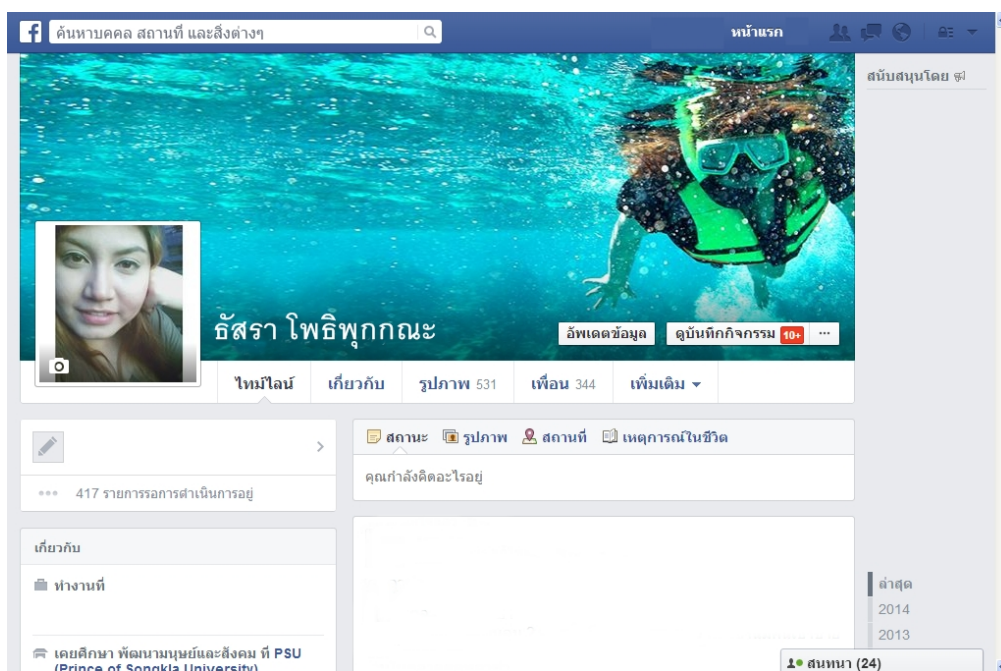 f ค้นหาบุคคล สถานที่ และสิ่งต่างๆ
หน้าแรก
สนับสนุนโดย
ธัสรา โพธิพุกกณะ
อัพเดตข้อมูล
ดูบันทึกกิจกรรม 10+ ...
ไทม์ไลน์ เกี่ยวกับ รูปภาพ 531 เพื่อน 344 เพิ่มเติม
417 รายการรอการดำเนินการอยู่
สถานะ รูปภาพ สถานที่ เหตุการณ์ในชีวิต
คุณกำลังคิดอะไรอยู่
เกี่ยวกับ
ทำงานที่
เคยศึกษา พัฒนามนุษย์และสังคม ที่ PSU
(Prince of Songkla University)
ล่าสุด
2014
2013
สนทนา (24)